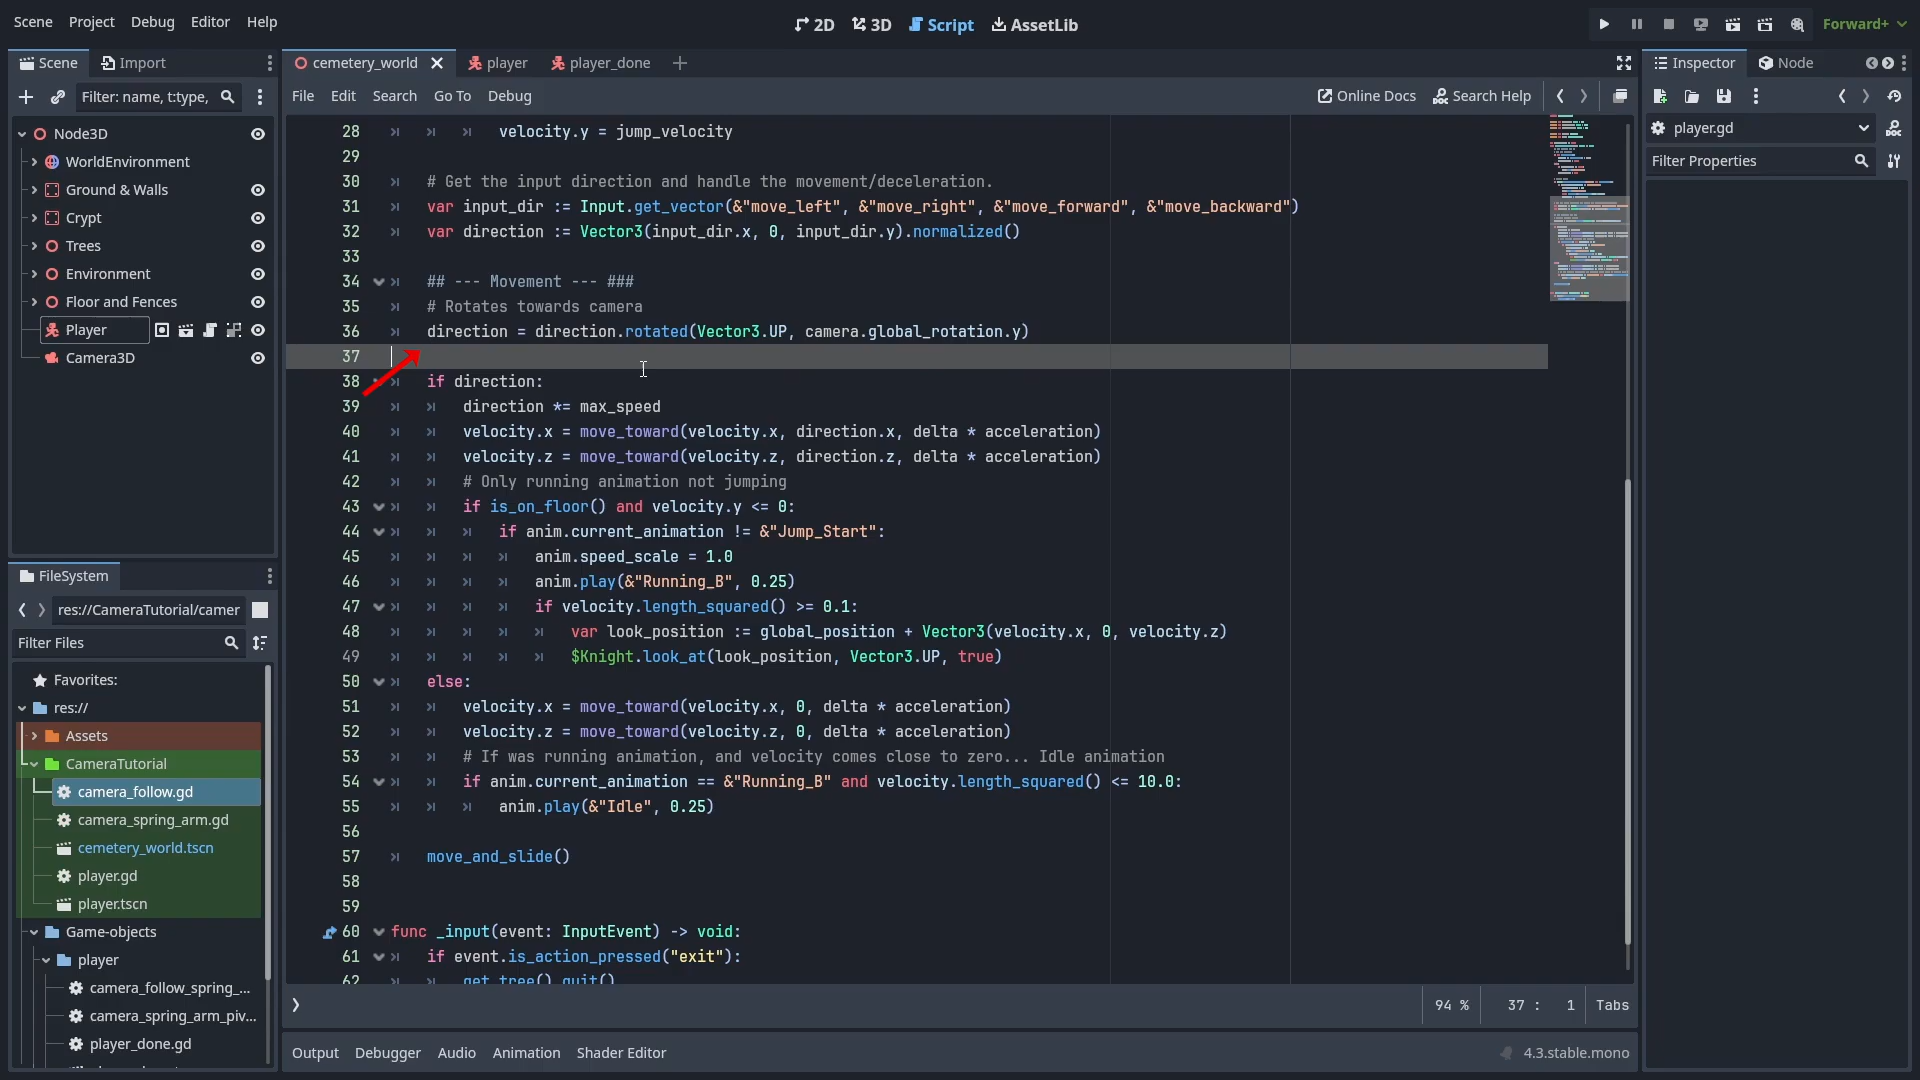 Scene Project Debug Editor Help
2D 3D Script AssetLib
Forward+
Scene Import
Filter: name, t:type,
Node3D
WorldEnvironment
Ground & Walls
Crypt
Trees
Environment
Floor and Fences
Player
Camera3D
FileSystem
res://CameraTutorial/camer
Filter Files
Favorites:
res://
Assets
CameraTutorial
camera_follow.gd
camera_spring_arm.gd
cemetery_world.tscn
player.gd
player.tscn
Game-objects
player
camera_follow_spring_...
camera_spring_arm_piv...
player_done.gd
cemetery_world player player_done
File Edit Search Go To Debug
Online Docs Search Help
28 velocity.y = jump_velocity
29
30 # Get the input direction and handle the movement/deceleration.
31 var input_dir := Input.get_vector(&"move_left", &"move_right", &"move_forward", &"move_backward")
32 var direction := Vector3(input_dir.x, 0, input_dir.y).normalized()
33
34 ## --- Movement --- ###
35 # Rotates towards camera
36 direction = direction.rotated(Vector3.UP, camera.global_rotation.y)
37
38 if direction:
39 direction *= max_speed
40 velocity.x = move_toward(velocity.x, direction.x, delta * acceleration)
41 velocity.z = move_toward(velocity.z, direction.z, delta * acceleration)
42 # Only running animation not jumping
43 if is_on_floor() and velocity.y <= 0:
44 if anim.current_animation != &"Jump_Start":
45 anim.speed_scale = 1.0
46 anim.play(&"Running_B", 0.25)
47 if velocity.length_squared() >= 0.1:
48 var look_position := global_position + Vector3(velocity.x, 0, velocity.z)
49 $Knight.look_at(look_position, Vector3.UP, true)
50 else:
51 velocity.x = move_toward(velocity.x, 0, delta * acceleration)
52 velocity.z = move_toward(velocity.z, 0, delta * acceleration)
53 # If was running animation, and velocity comes close to zero... Idle animation
54 if anim.current_animation == &"Running_B" and velocity.length_squared() <= 10.0:
55 anim.play(&"Idle", 0.25)
56
57 move_and_slide()
58
59
60 func _input(event: InputEvent) -> void:
61 if event.is_action_pressed("exit"):
62 get_tree().quit()
94 % 37 : 1 Tabs
Output Debugger Audio Animation Shader Editor
4.3.stable.mono
Inspector Node
player.gd
Filter Properties